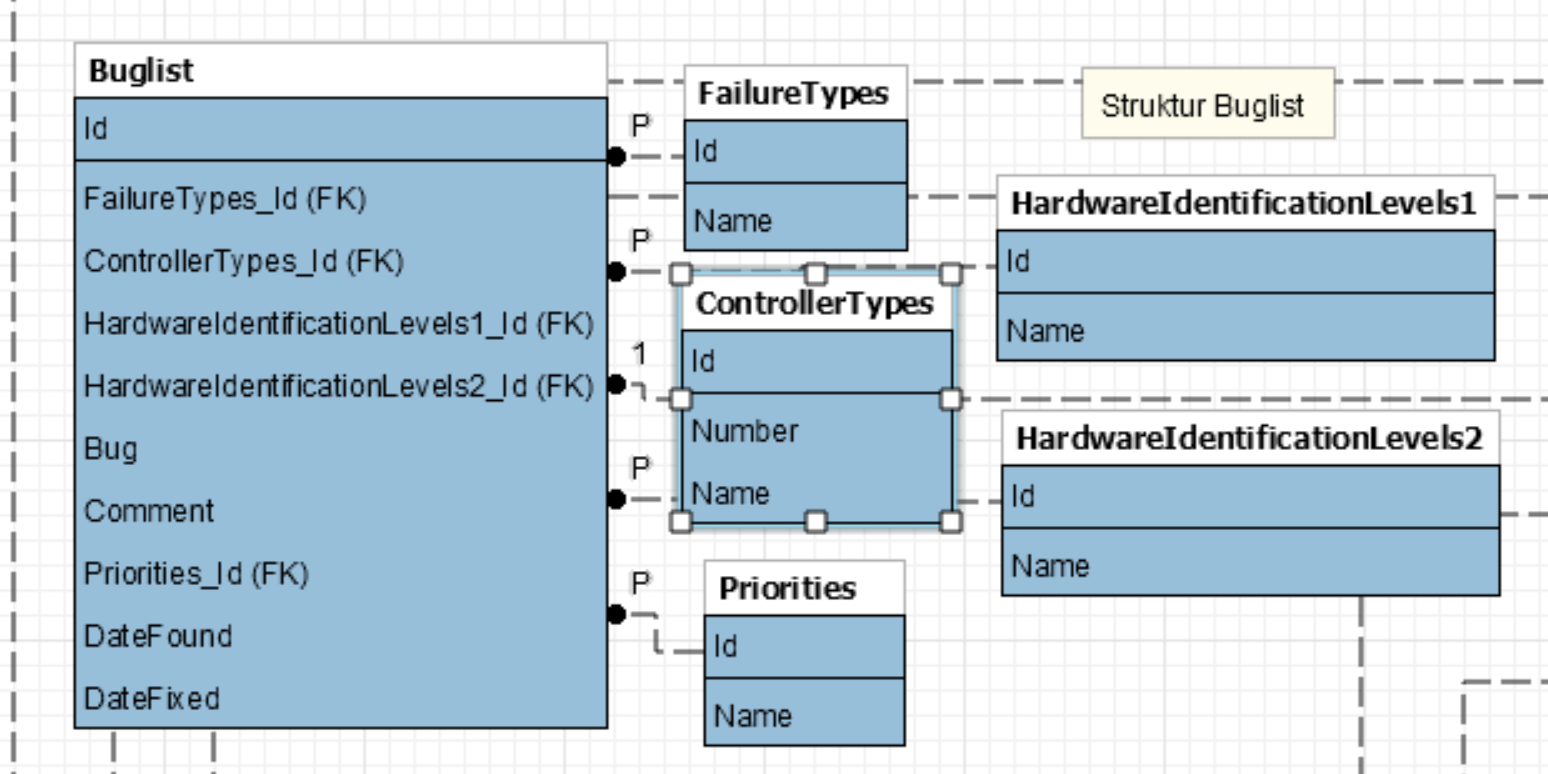 Buglist
Id
FailureTypes_Id (FK)
ControllerTypes_Id (FK)
HardwareIdentificationLevels1_Id (FK)
HardwareIdentificationLevels2_Id (FK)
Bug
Comment
Priorities_Id (FK)
DateFound
DateFixed
P
P
1
P
P
FailureTypes
Id
Name
ControllerTypes
Id
Number
Name
Priorities
Id
Name
Struktur Buglist
HardwareIdentificationLevels1
Id
Name
HardwareIdentificationLevels2
Id
Name